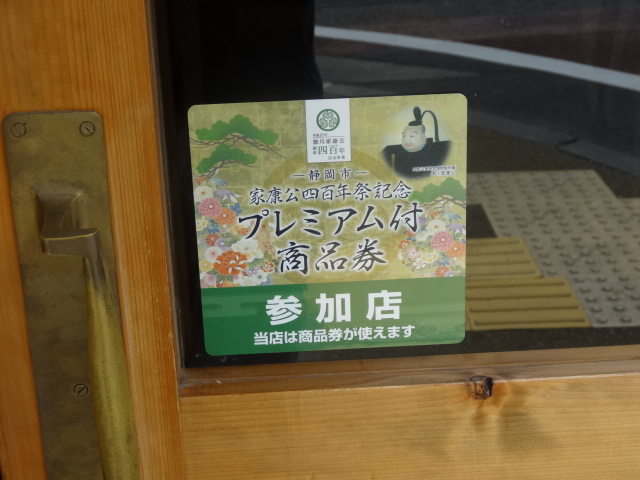 徳川家康公
四百年
静岡市
家康公四百年祭記念
プレミアム付
商品券
参加店
当店は商品券が使えます